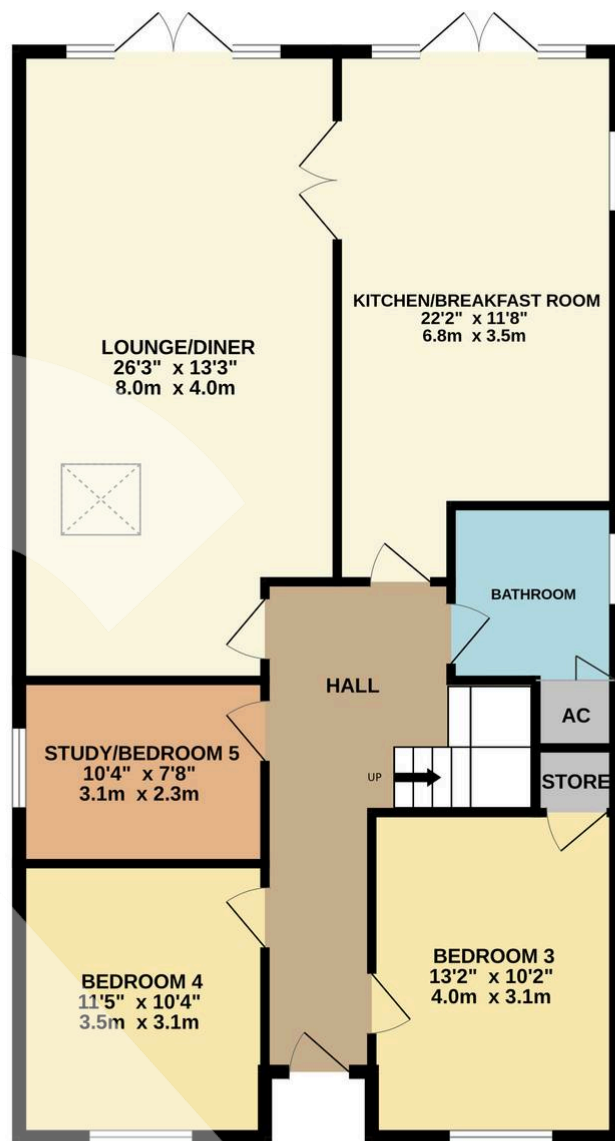 KITCHEN/BREAKFAST ROOM
22'2" x 11'8"
6.8m x 3.5m
LOUNGE/DINER
26'3" x 13'3"
8.0m x 4.0m
BATHROOM
HALL
AC
STUDY/BEDROOM 5
10'4" x 7'8"
3.1m x 2.3m
UP
STORE
BEDROOM 3
13'2" x 10'2"
4.0m x 3.1m
BEDROOM 4
11'5" x 10'4"
3.5m x 3.1m